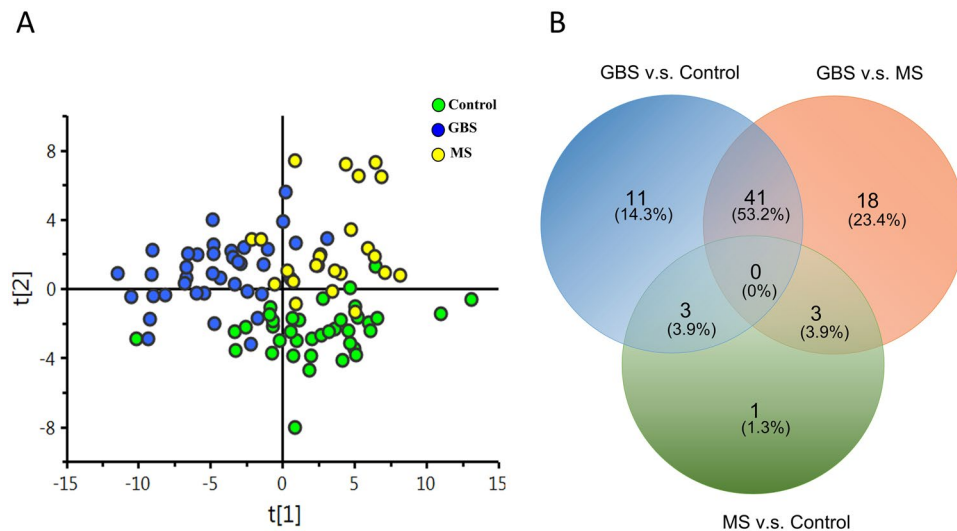 A
B
GBS v.s. Control
GBS v.s. MS
Control
GBS
MS
8
4
0
-4
-8
t[2]
-15
-10
-5
0
5
10
15
t[1]
11
(14.3%)
41
(53.2%)
18
(23.4%)
0
(0%)
3
(3.9%)
3
(3.9%)
1
(1.3%)
MS v.s. Control